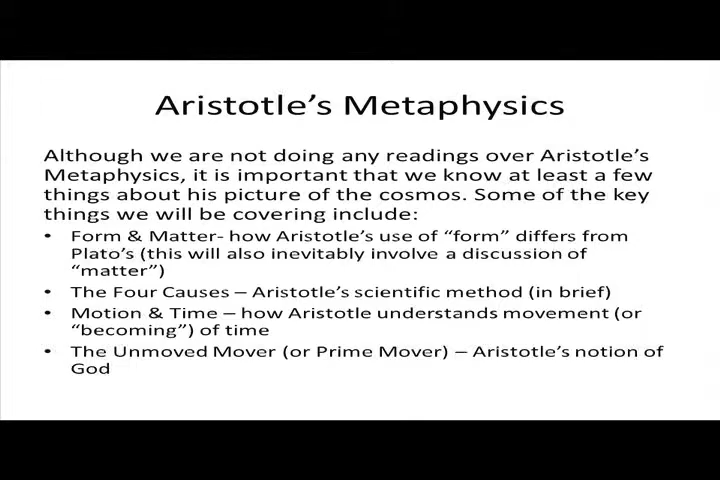 Aristotle's Metaphysics
Although we are not doing any readings over Aristotle's
Metaphysics, it is important that we know at least a few
things about his picture of the cosmos. Some of the key
things we will be covering include:
• Form & Matter- how Aristotle's use of "form" differs from
Plato's (this will also inevitably involve a discussion of
"matter")
• The Four Causes – Aristotle's scientific method (in brief)
• Motion & Time – how Aristotle understands movement (or
"becoming") of time
• The Unmoved Mover (or Prime Mover) – Aristotle's notion of
God